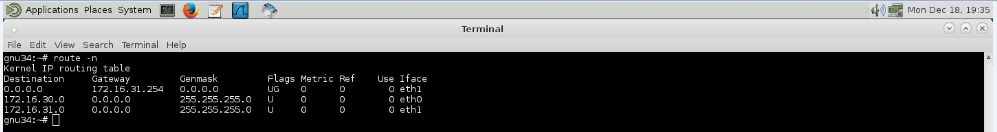 Applications Places System Mon Dec 18, 19:35
Terminal
File Edit View Search Terminal Help
gnu34:~# route -n
Kernel IP routing table
Destination Gateway Genmask Flags Metric Ref Use Iface
0.0.0.0 172.16.31.254 0.0.0.0 UG 0 0 0 eth1
172.16.30.0 0.0.0.0 255.255.255.0 U 0 0 0 eth0
172.16.31.0 0.0.0.0 255.255.255.0 U 0 0 0 eth1
gnu34:~#